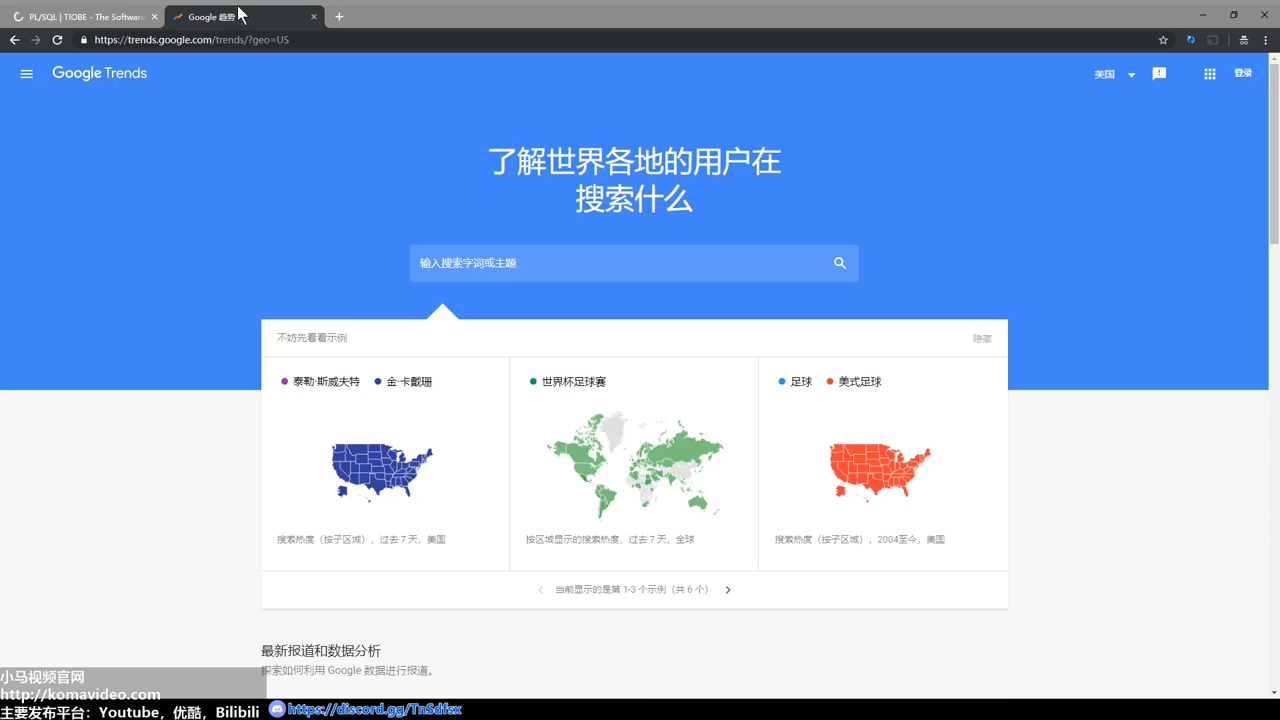 PL/SQL | TIOBE - The Software
Google 趋势
https://trends.google.com/trends/?geo=US
Google Trends
美国
登录
了解世界各地的用户在
搜索什么
输入搜索字词或主题
不妨先看看示例
隐藏
泰勒·斯威夫特 金·卡戴珊
世界杯足球赛
足球 美式足球
搜索热度（按子区域），过去 7 天，美国
按区域显示的搜索热度，过去 7 天，全球
搜索热度（按子区域），2004至今，美国
当前显示的是第 1-3 个示例（共 6 个）
最新报道和数据分析
探索如何利用 Google 数据进行报道。
小马视频官网
http://komavideo.com
主要发布平台：Youtube，优酷，Bilibili
https://discord.gg/TnSdfsx